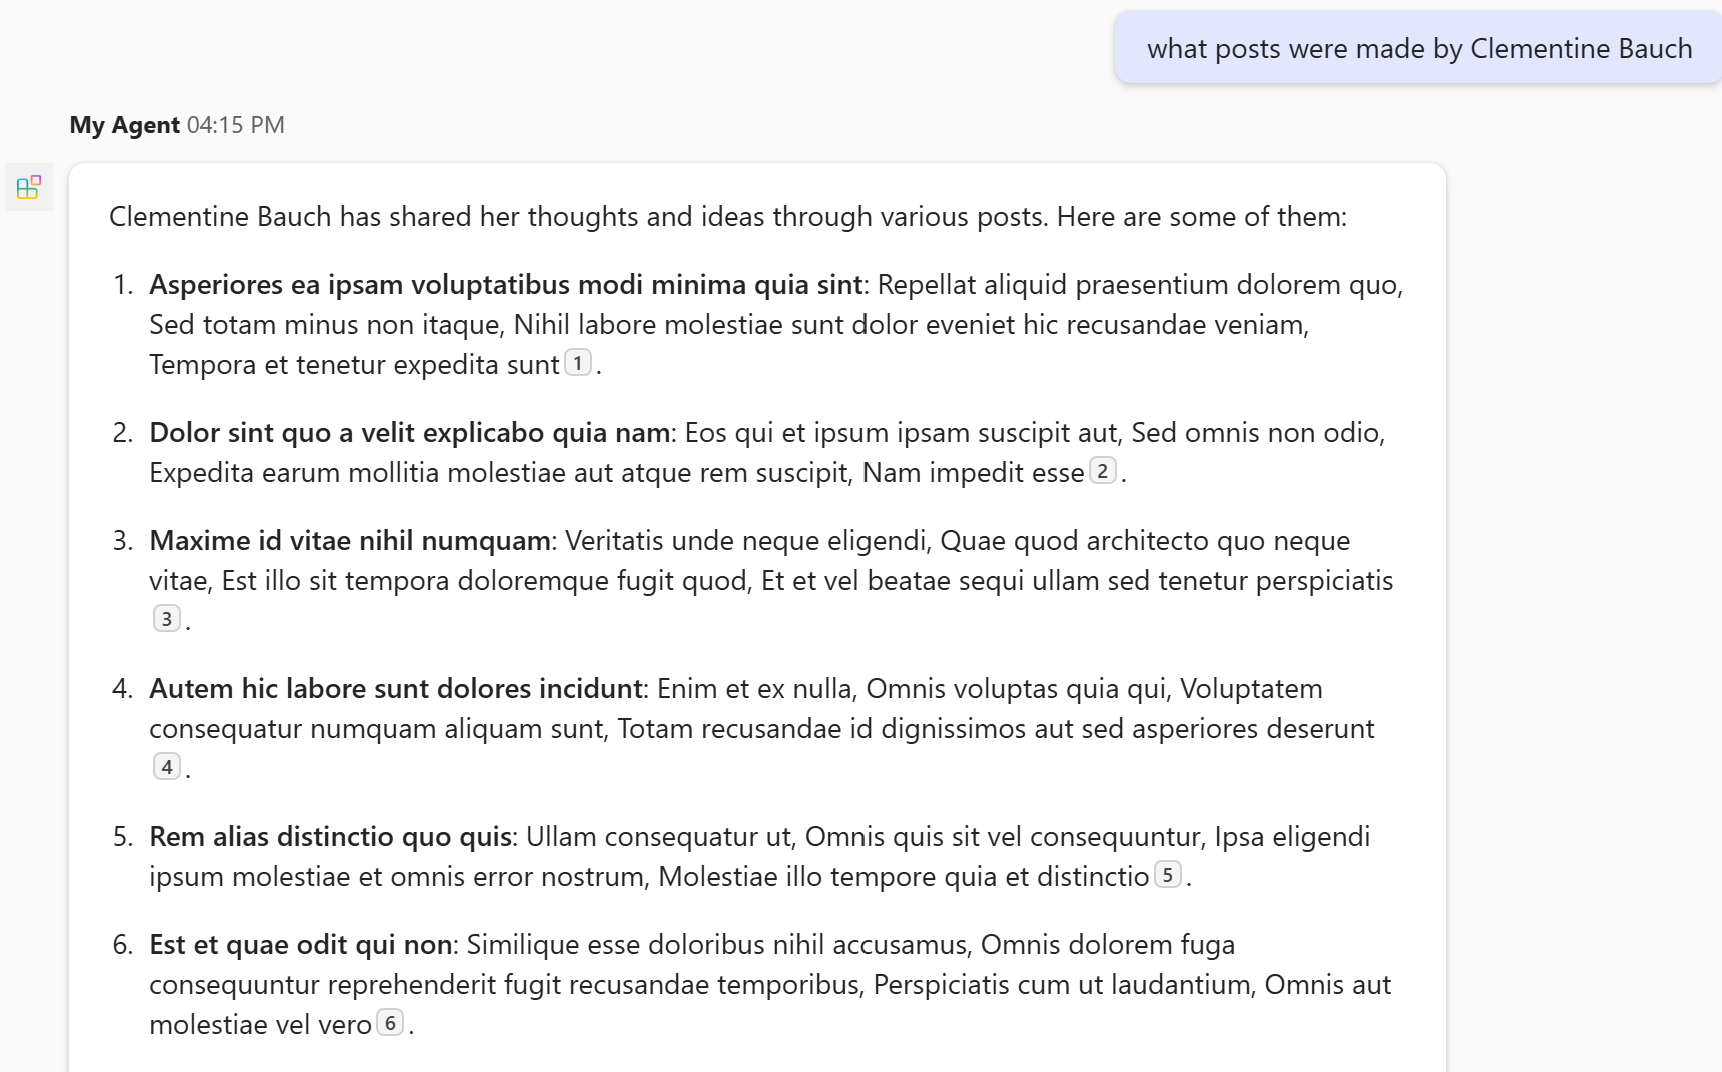 what posts were made by Clementine Bauch
My Agent 04:15 PM
Clementine Bauch has shared her thoughts and ideas through various posts. Here are some of them:
1. Asperiores ea ipsam voluptatibus modi minima quia sint: Repellat aliquid praesentium dolorem quo,
Sed totam minus non itaque, Nihil labore molestiae sunt dolor eveniet hic recusandae veniam,
Tempora et tenetur expedita sunt 1 .
2. Dolor sint quo a velit explicabo quia nam: Eos qui et ipsum ipsam suscipit aut, Sed omnis non odio,
Expedita earum mollitia molestiae aut atque rem suscipit, Nam impedit esse 2 .
3. Maxime id vitae nihil numquam: Veritatis unde neque eligendi, Quae quod architecto quo neque
vitae, Est illo sit tempora doloremque fugit quod, Et et vel beatae sequi ullam sed tenetur perspiciatis
3 .
4. Autem hic labore sunt dolores incidunt: Enim et ex nulla, Omnis voluptas quia qui, Voluptatem
consequatur numquam aliquam sunt, Totam recusandae id dignissimos aut sed asperiores deserunt
4 .
5. Rem alias distinctio quo quis: Ullam consequatur ut, Omnis quis sit vel consequuntur, Ipsa eligendi
ipsum molestiae et omnis error nostrum, Molestiae illo tempore quia et distinctio 5 .
6. Est et quae odit qui non: Similique esse doloribus nihil accusamus, Omnis dolorem fuga
consequuntur reprehenderit fugit recusandae temporibus, Perspiciatis cum ut laudantium, Omnis aut
molestiae vel vero 6 .